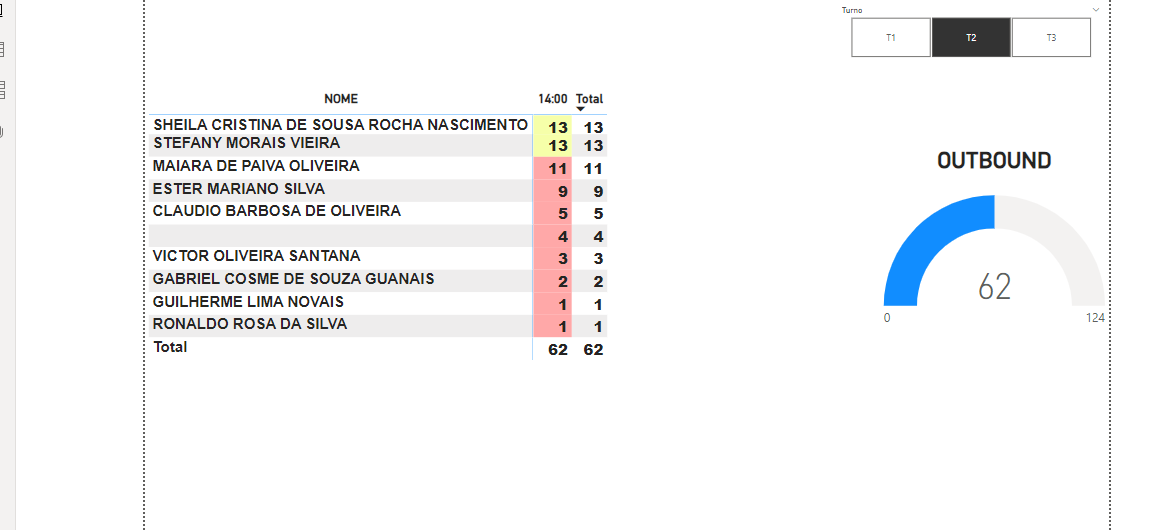 Turno
T1 T2 T3
NOME 14:00 Total
SHEILA CRISTINA DE SOUSA ROCHA NASCIMENTO 13 13
STEFANY MORAIS VIEIRA 13 13
MAIARA DE PAIVA OLIVEIRA 11 11
ESTER MARIANO SILVA 9 9
CLAUDIO BARBOSA DE OLIVEIRA 5 5
4 4
VICTOR OLIVEIRA SANTANA 3 3
GABRIEL COSME DE SOUZA GUANAIS 2 2
GUILHERME LIMA NOVAIS 1 1
RONALDO ROSA DA SILVA 1 1
Total 62 62
OUTBOUND
62
0 124